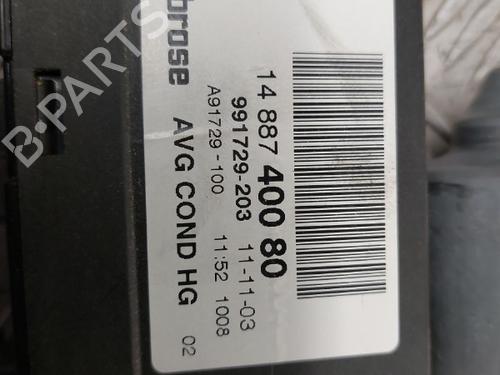 brose
14 887 400 80
991729-203 11-11-03
A91729-100 11:52 1008
AVG COND HG 02
B-PARTS